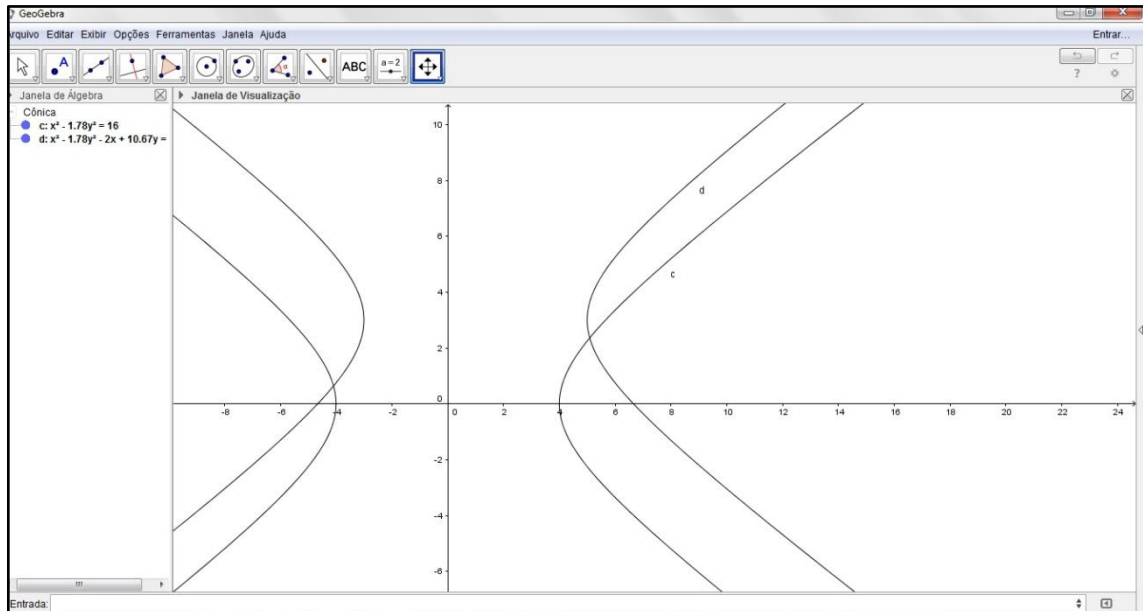 GeoGebra
rquivo Editar Exibir Opções Ferramentas Janela Ajuda Entrar...
A ABC a=2
?
Janela de Álgebra
Janela de Visualização
Cônica
c: x² - 1.78y² = 16
d: x² - 1.78y² - 2x + 10.67y =
10
8
6
4
2
0
-2
-4
-6
-8 -6 -4 -2 0 2 4 6 8 10 12 14 16 18 20 22 24
d
c
Entrada: